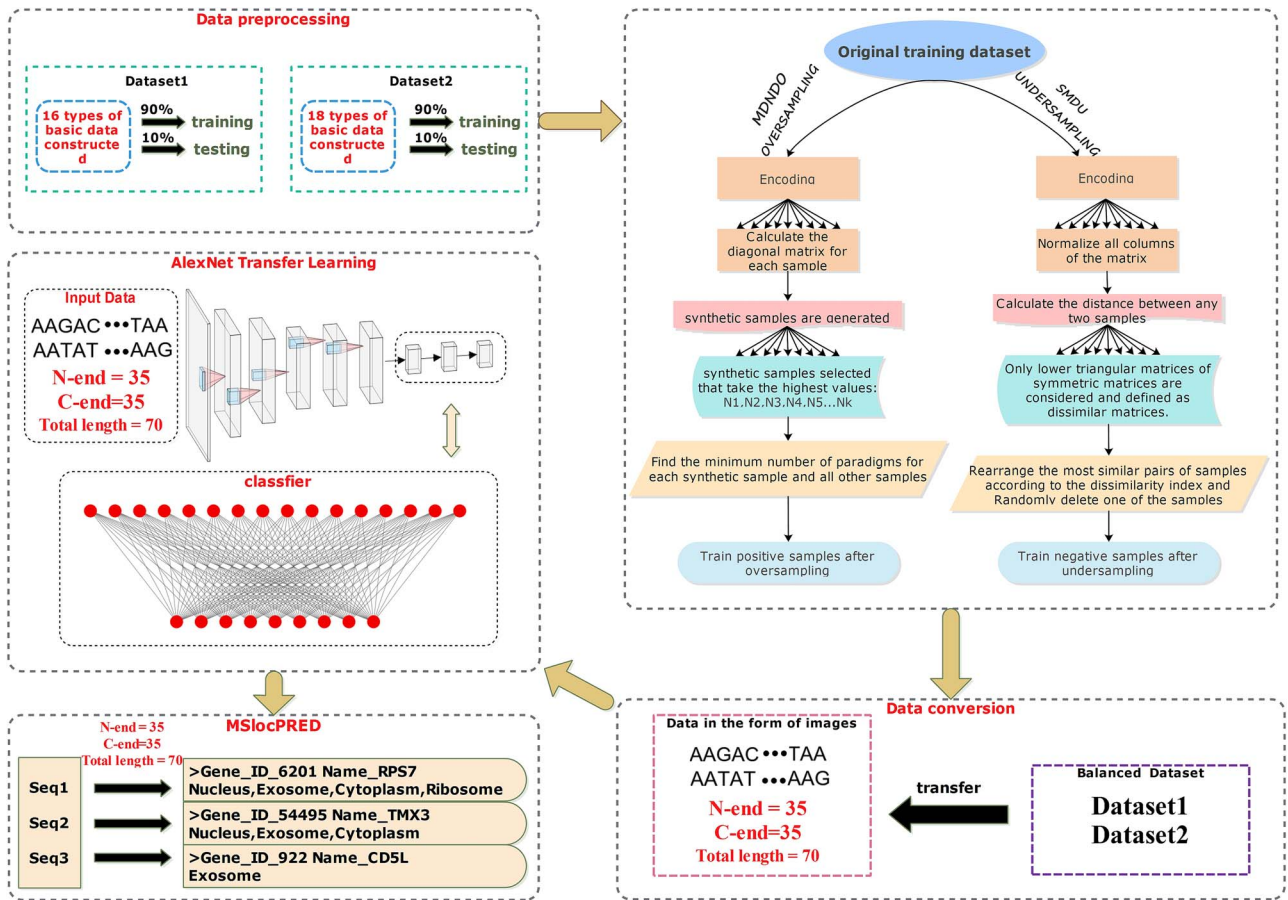 Data preprocessing
Dataset1
16 types of
basic data
constructe
d
90%
training
10%
testing
Dataset2
18 types of
basic data
constructe
d
90%
training
10%
testing
Original training dataset
MDNDO
OVERSAMPLING
SMDU
UNDERSAMPLING
Encoding
Calculate the
diagonal matrix for
each sample
synthetic samples are generated
synthetic samples selected
that take the highest values:
N1,N2,N3,N4,N5...Nk
Find the minimum number of paradigms for
each synthetic sample and all other samples
Train positive samples after
oversampling
Encoding
Normalize all columns
of the matrix
Calculate the distance between any
two samples
Only lower triangular matrices of
symmetric matrices are
considered and defined as
dissimilar matrices.
Rearrange the most similar pairs of samples
according to the dissimilarity index and
Randomly delete one of the samples
Train negative samples after
undersampling
Data conversion
Balanced Dataset
Dataset1
Dataset2
transfer
Data in the form of images
AAGAC •••TAA
AATAT •••AAG
N-end = 35
C-end=35
Total length = 70
AlexNet Transfer Learning
Input Data
AAGAC •••TAA
AATAT •••AAG
N-end = 35
C-end=35
Total length = 70
classfier
MSlocPRED
N-end = 35
C-end=35
Total length = 70
Seq1
>Gene_ID_6201 Name_RPS7
Nucleus,Exosome,Cytoplasm,Ribosome
Seq2
>Gene_ID_54495 Name_TMX3
Nucleus,Exosome,Cytoplasm
Seq3
>Gene_ID_922 Name_CD5L
Exosome